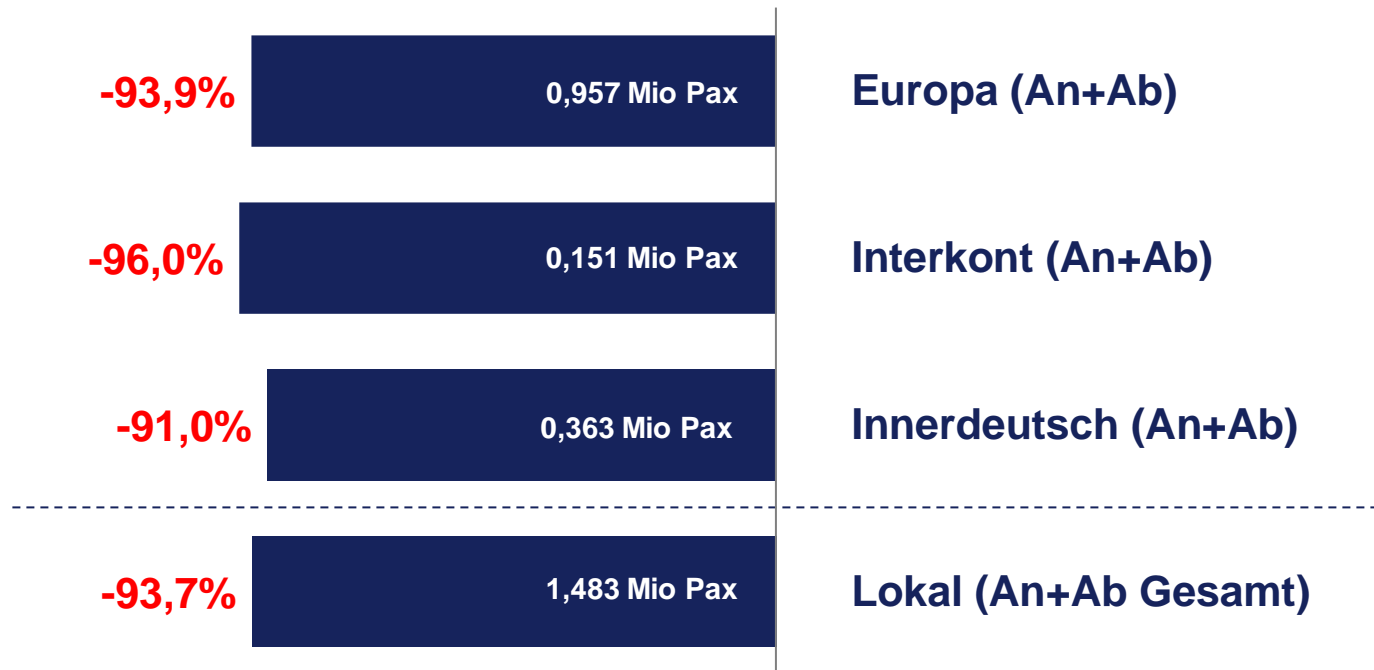 -93,9% 0,957 Mio Pax Europa (An+Ab)
-96,0% 0,151 Mio Pax Interkont (An+Ab)
-91,0% 0,363 Mio Pax Innerdeutsch (An+Ab)
-93,7% 1,483 Mio Pax Lokal (An+Ab Gesamt)